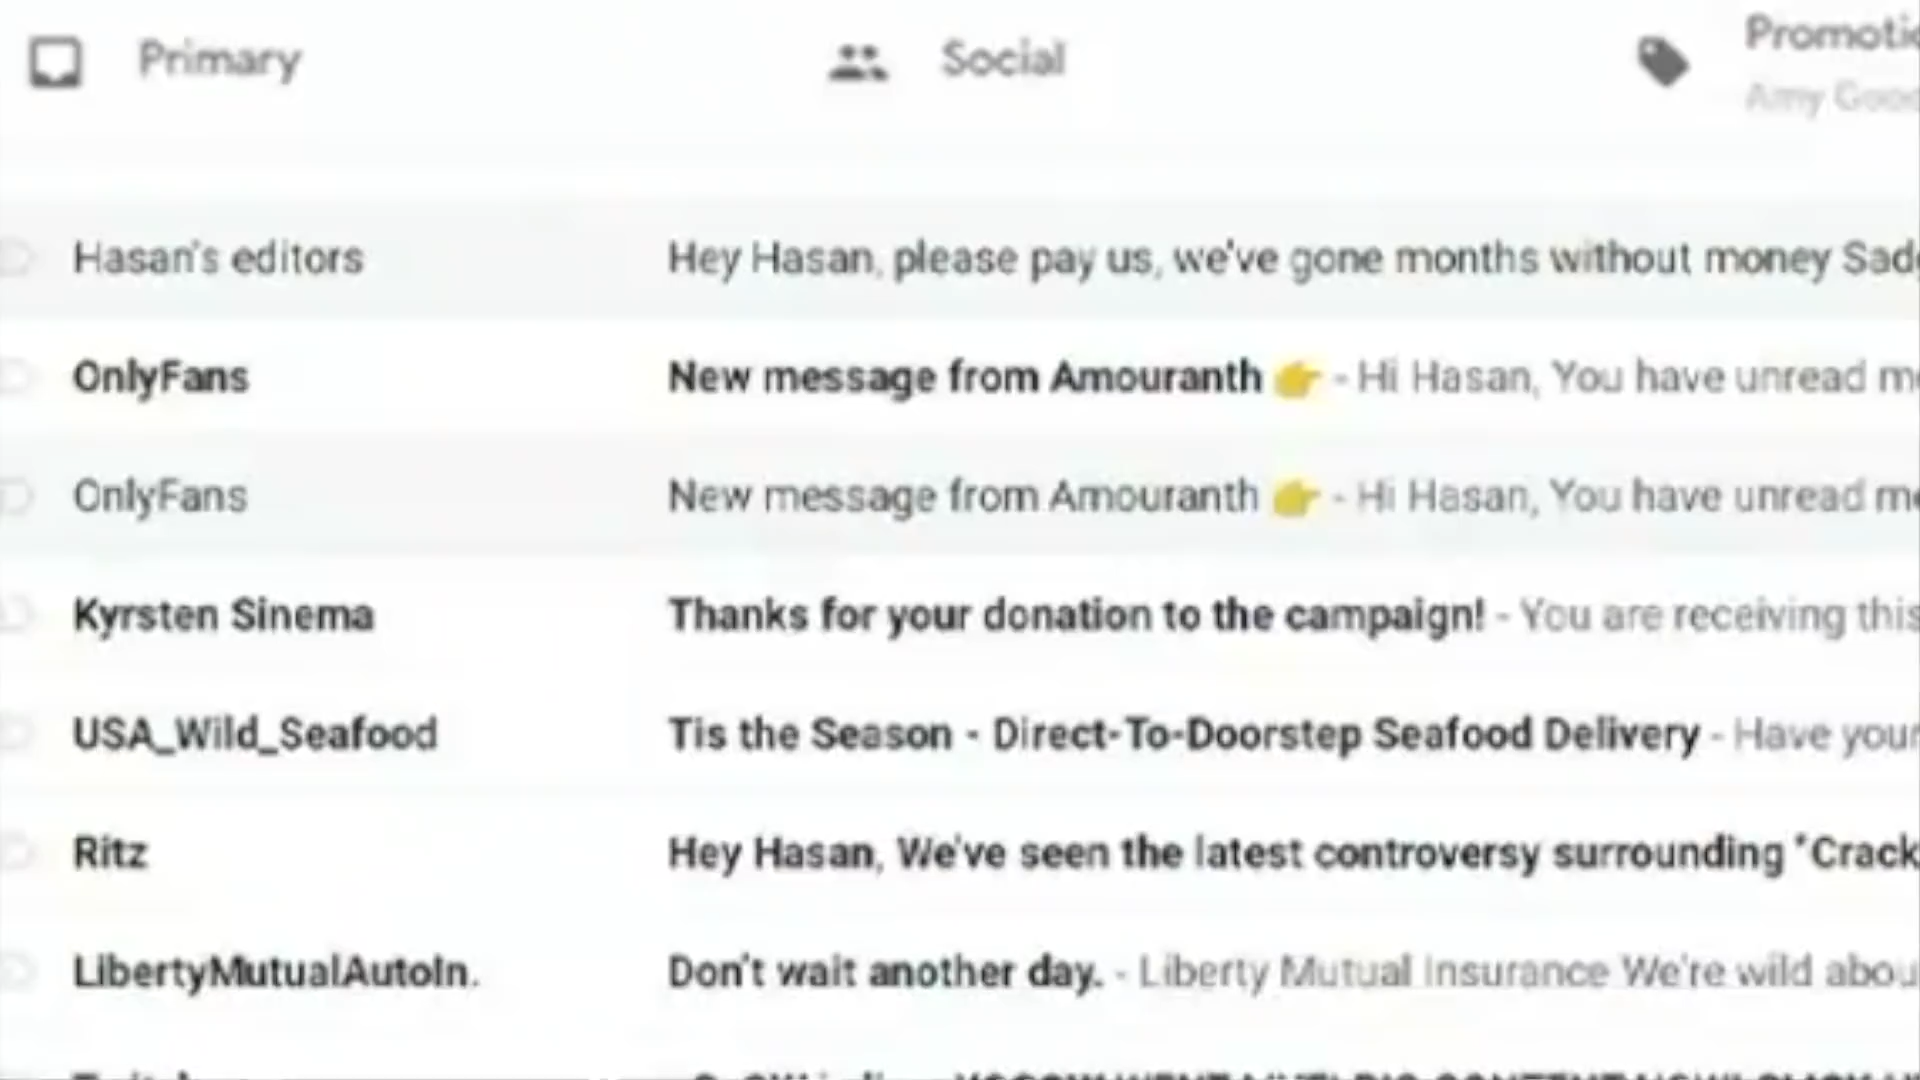 Primary
Social
Promotic
Amy Good
Hasan's editors Hey Hasan, please pay us, we've gone months without money Sad
OnlyFans New message from Amouranth 👉 - Hi Hasan, You have unread m
OnlyFans New message from Amouranth 👉 - Hi Hasan, You have unread m
Kyrsten Sinema Thanks for your donation to the campaign! - You are receiving this
USA_Wild_Seafood Tis the Season - Direct-To-Doorstep Seafood Delivery - Have your
Ritz Hey Hasan, We've seen the latest controversy surrounding "Crack
LibertyMutualAutoIn. Don't wait another day. - Liberty Mutual Insurance We're wild abou